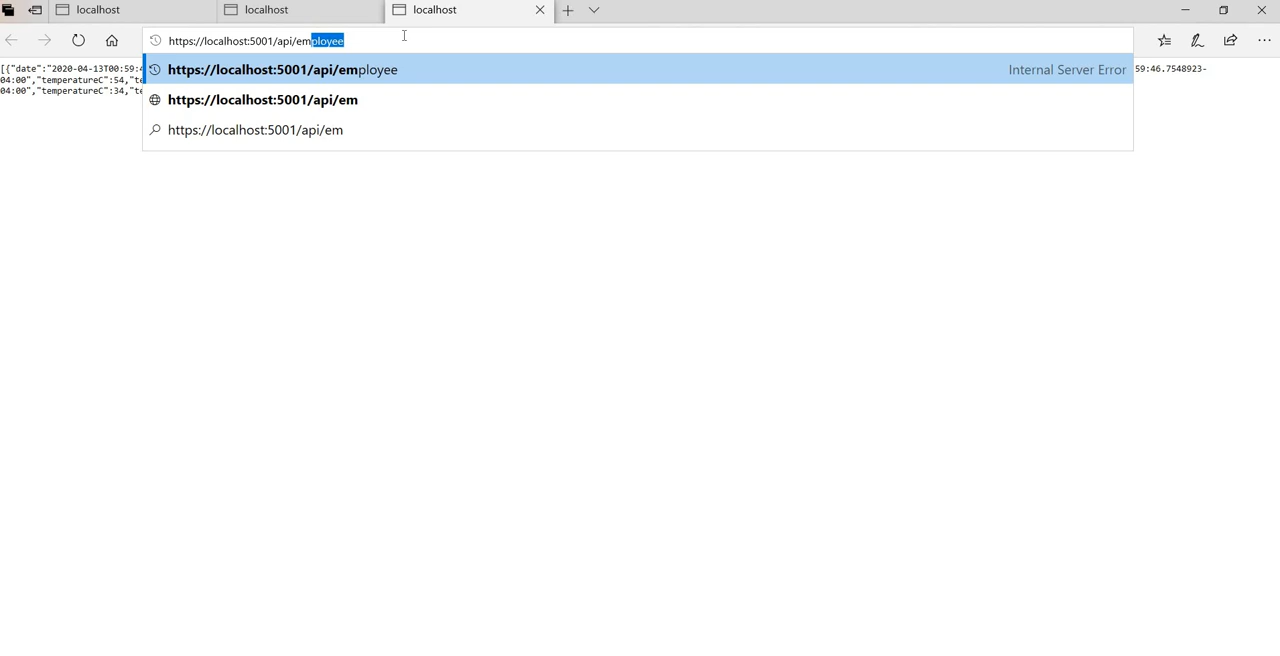 localhost
localhost
localhost
https://localhost:5001/api/employee
https://localhost:5001/api/employee Internal Server Error
https://localhost:5001/api/em
https://localhost:5001/api/em
[{"date":"2020-04-13T00:59:4 59:46.7548923-
04:00","temperatureC":54,"te
04:00","temperatureC":34,"te